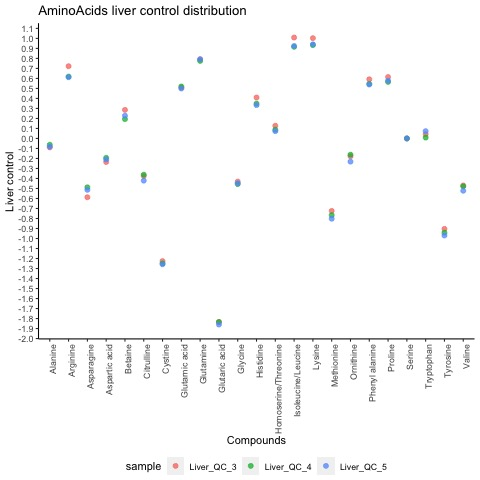 AminoAcids liver control distribution
1.1
1.0
0.9
0.8
0.7
0.6
0.5
0.4
0.3
0.2
0.1
0.0
-0.1
-0.2
-0.3
-0.4
-0.5
-0.6
-0.7
-0.8
-0.9
-1.0
-1.1
-1.2
-1.3
-1.4
-1.5
-1.6
-1.7
-1.8
-1.9
-2.0
Liver control
Alanine
Arginine
Asparagine
Aspartic acid
Betaine
Citrulline
Cystine
Glutamic acid
Glutamine
Glutaric acid
Glycine
Histidine
Homoserine/Threonine
Isoleucine/Leucine
Lysine
Methionine
Ornithine
Phenyl alanine
Proline
Serine
Tryptophan
Tyrosine
Valine
Compounds
sample Liver_QC_3 Liver_QC_4 Liver_QC_5